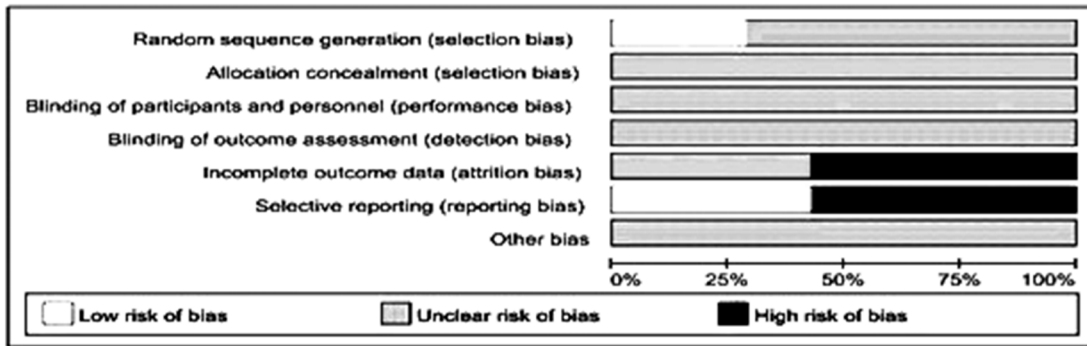 Random sequence generation (selection bias)
Allocation concealment (selection bias)
Blinding of participants and personnel (performance bias)
Blinding of outcome assessment (detection bias)
Incomplete outcome data (attrition bias)
Selective reporting (reporting bias)
Other bias
0% 25% 50% 75% 100%
Low risk of bias Unclear risk of bias High risk of bias